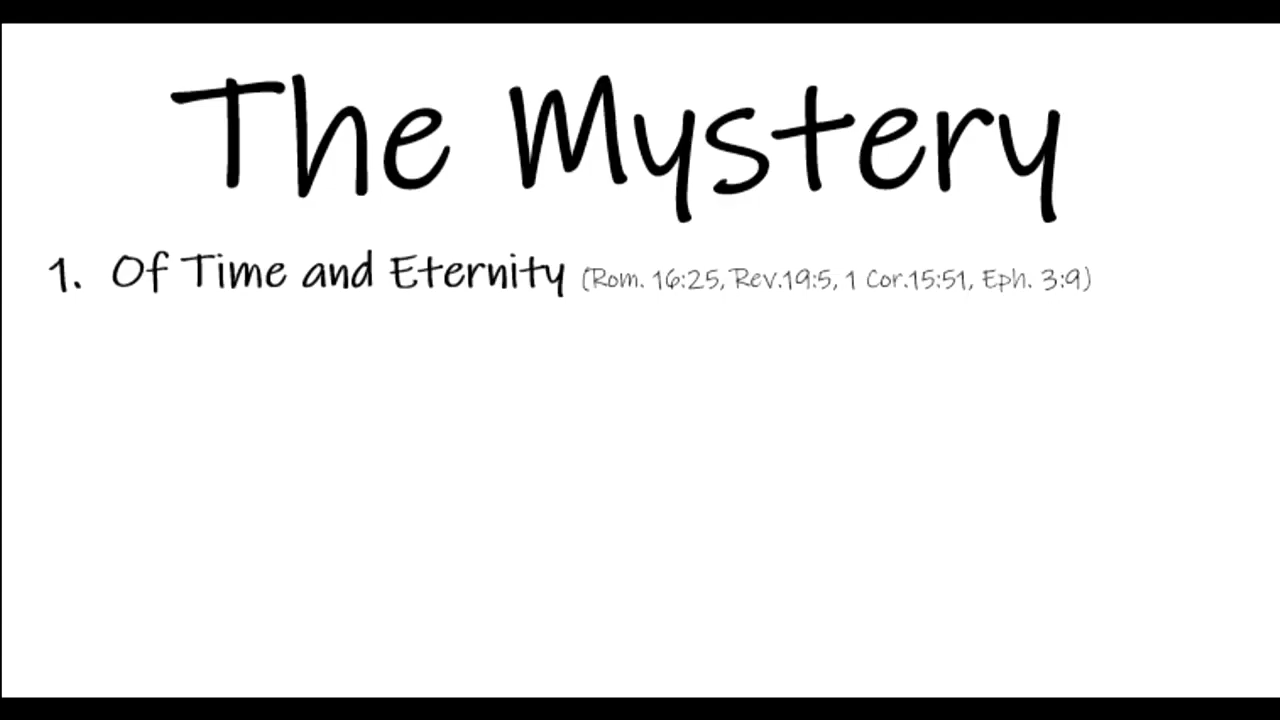 The Mystery
1. Of Time and Eternity (Rom. 16:25, Rev.19:5, 1 Cor.15:51, Eph. 3:9)